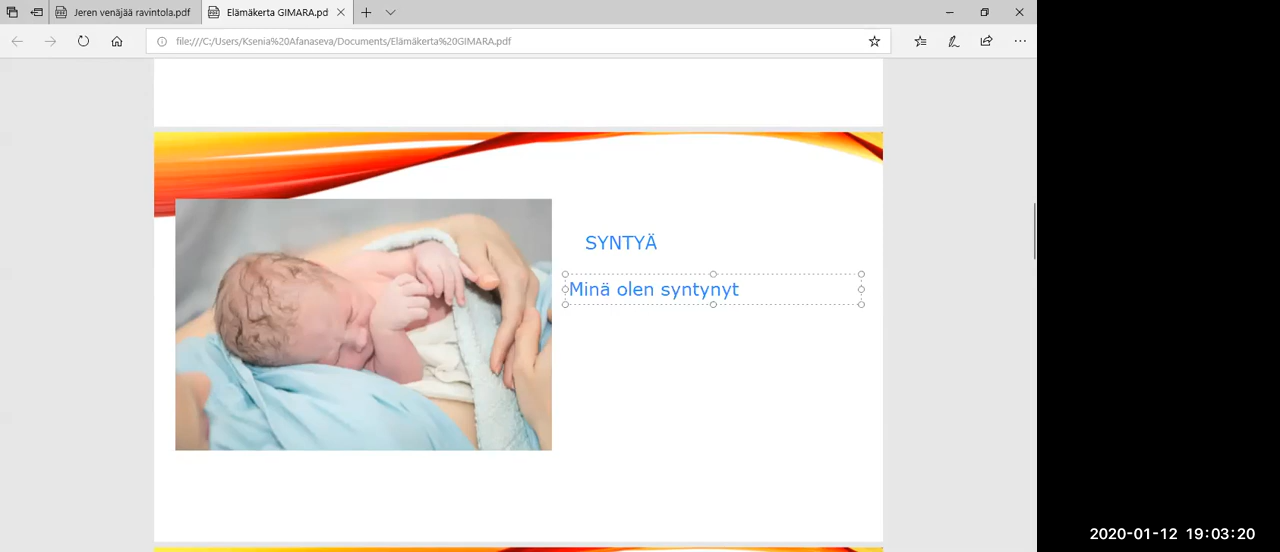 Jeren venäjää ravintola.pdf
Elämäkerta GIMARA.pd
file:///C:/Users/Ksenia%20Afanaseva/Documents/Elämäkerta%20GIMARA.pdf
SYNTYÄ
Minä olen syntynyt
2020-01-12 19:03:20